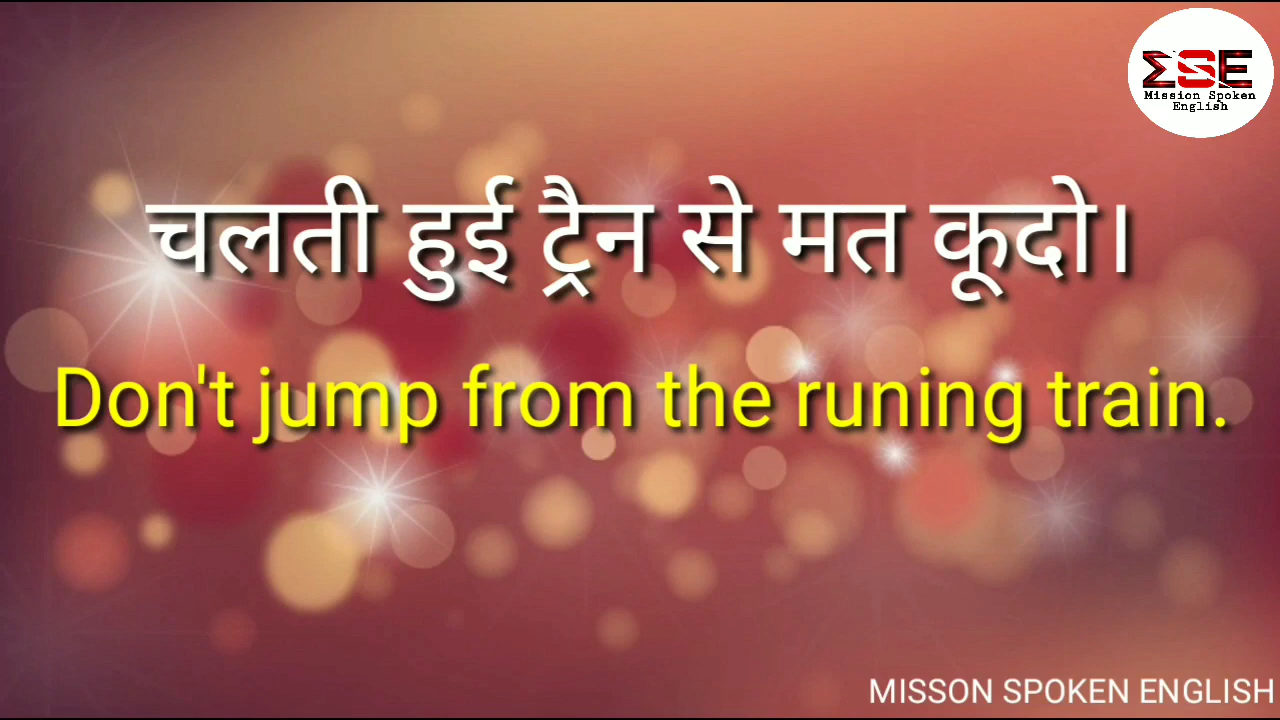 ΣSE
Mission Spoken
English
चलती हुई ट्रैन से मत कूदो।
Don't jump from the runing train.
MISSON SPOKEN ENGLISH